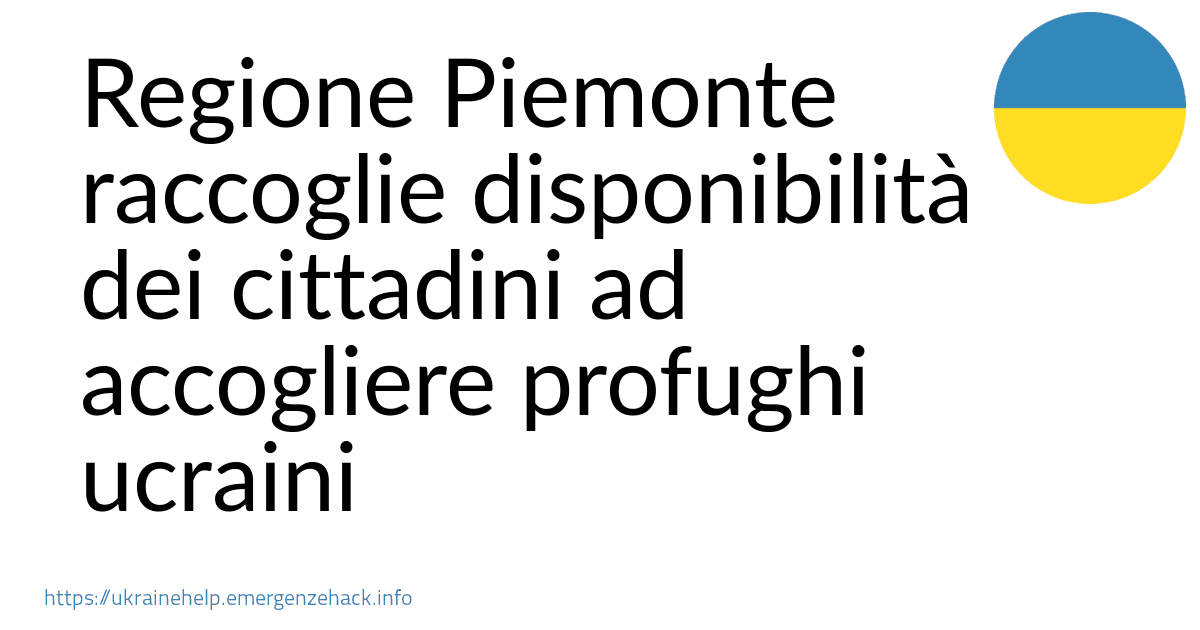 Regione Piemonte
raccoglie disponibilità
dei cittadini ad
accogliere profughi
ucraini
https://ukrainehelp.emergenzehack.info